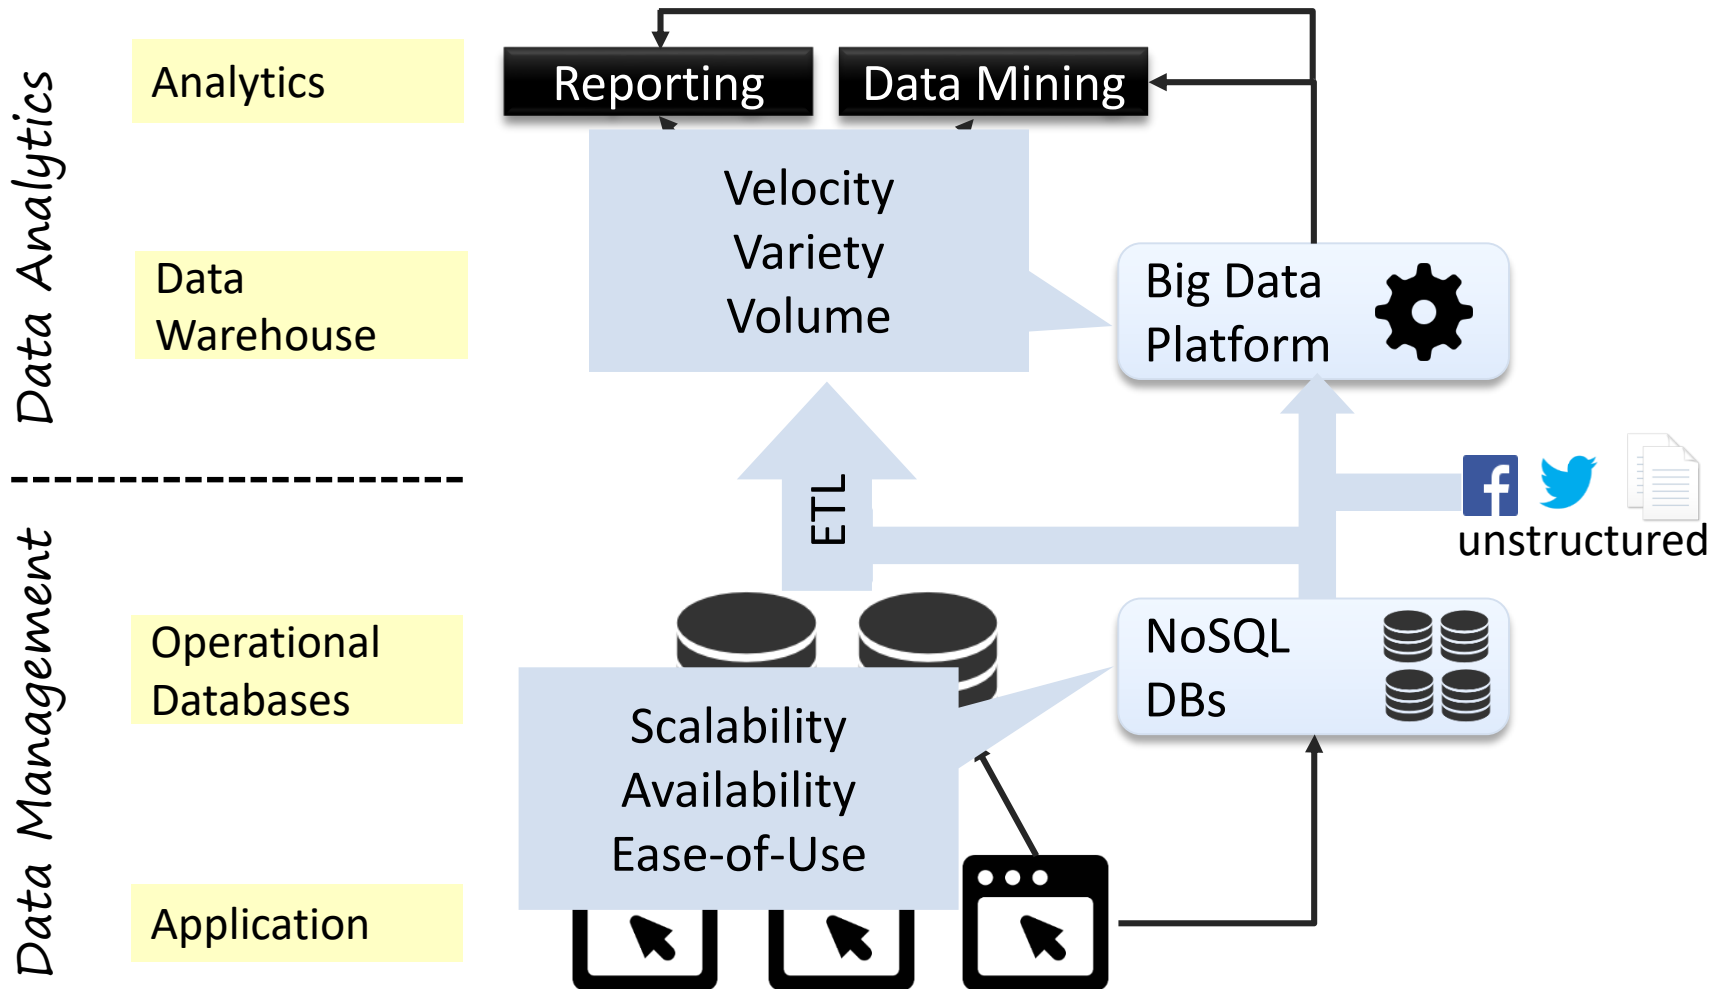 Data Analytics
Analytics
Reporting
Data Mining
Velocity
Variety
Volume
Data
Warehouse
Big Data
Platform
ETL
unstructured
Data Management
Operational
Databases
NoSQL
DBs
Scalability
Availability
Ease-of-Use
Application